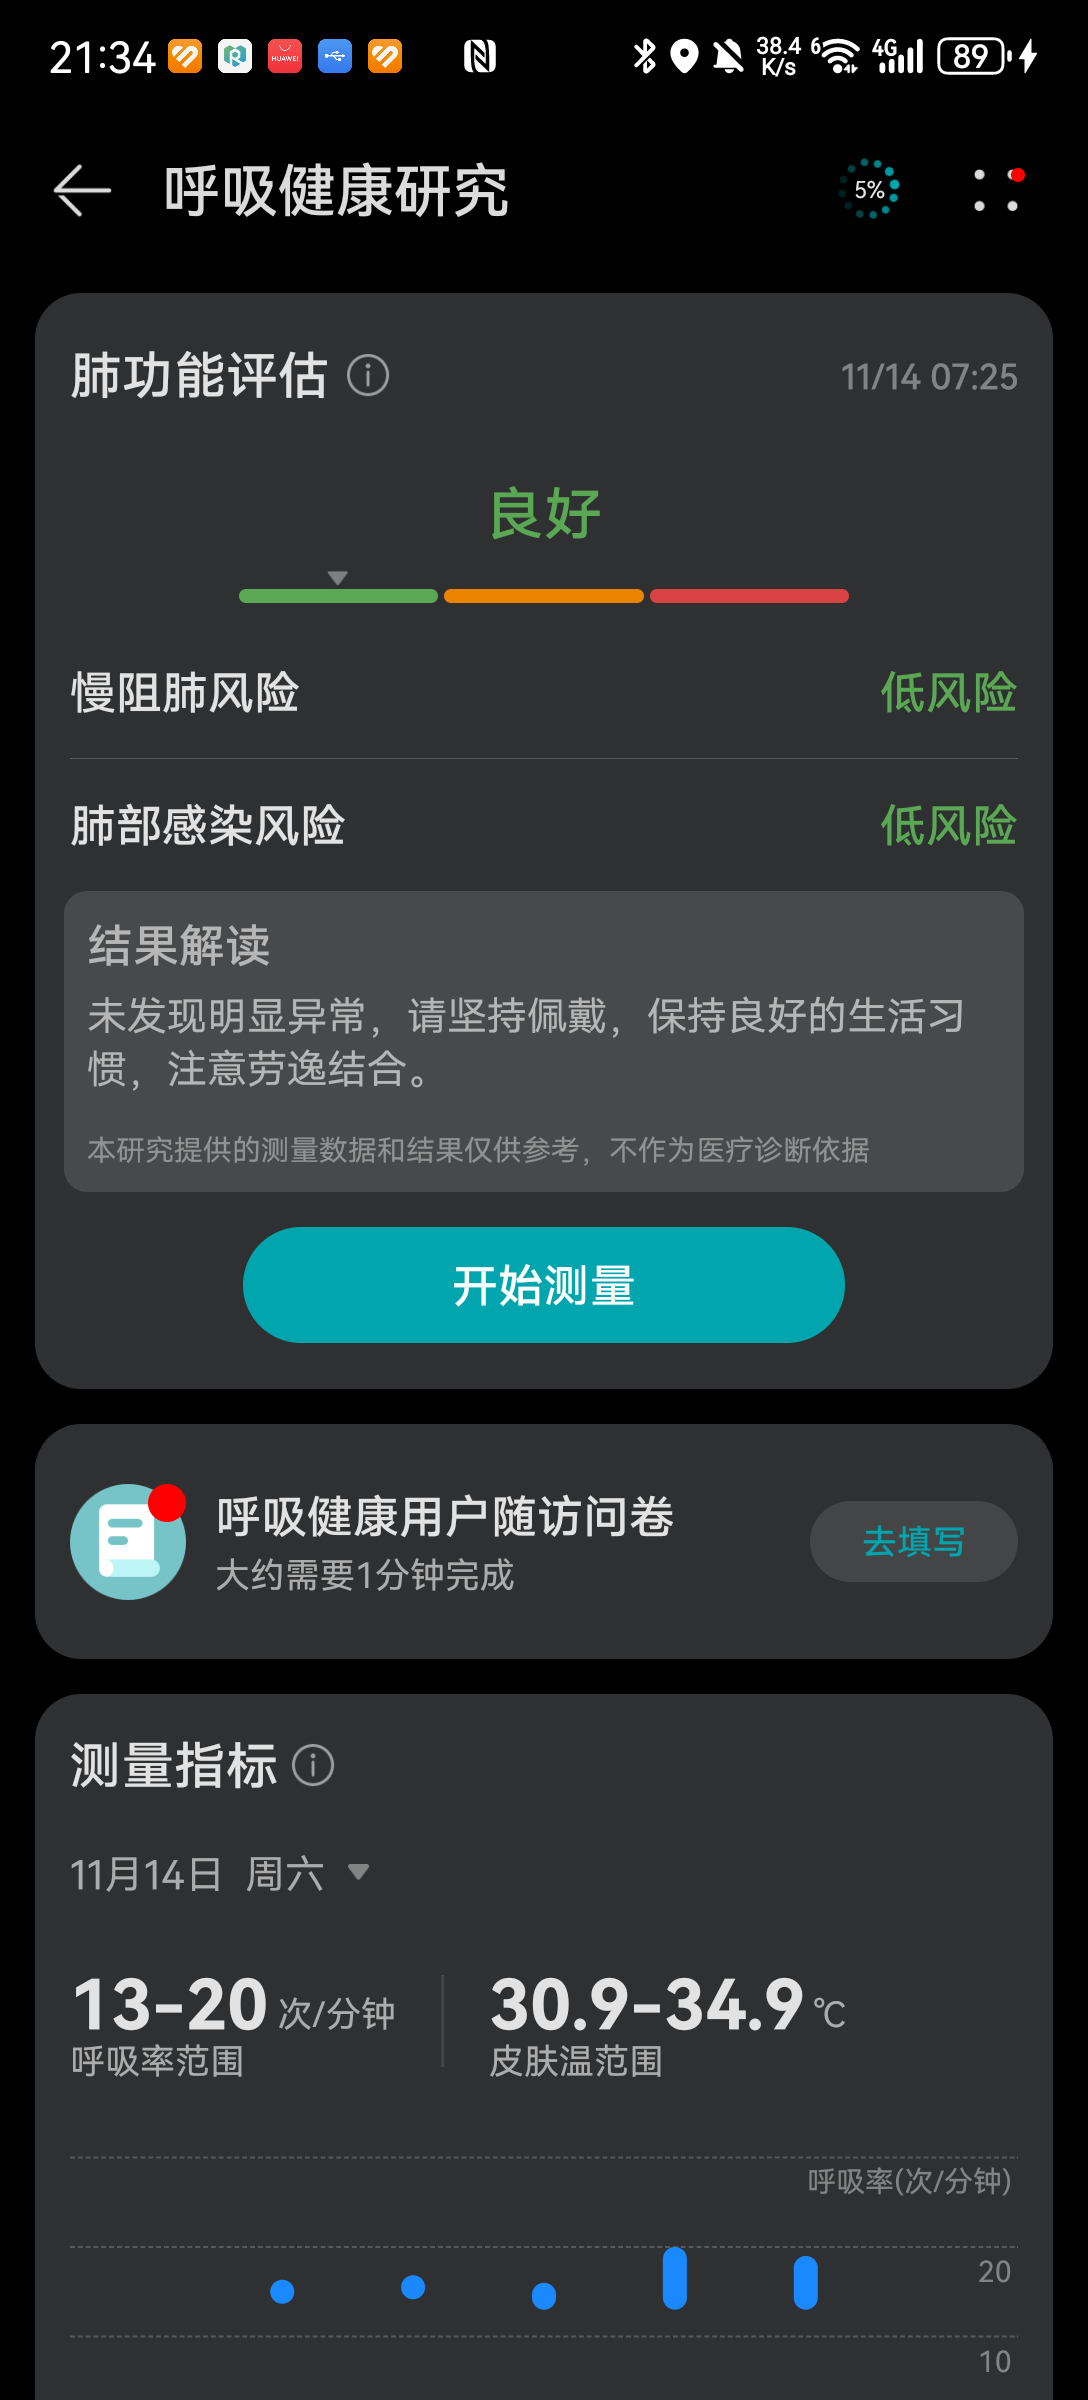 21:34
HUAWEI
38.4
K/s
6
4G
89
呼吸健康研究
5%
肺功能评估
11/14 07:25
良好
慢阻肺风险
低风险
肺部感染风险
低风险
结果解读
未发现明显异常，请坚持佩戴，保持良好的生活习
惯，注意劳逸结合。
本研究提供的测量数据和结果仅供参考，不作为医疗诊断依据
开始测量
呼吸健康用户随访问卷
大约需要1分钟完成
去填写
测量指标
11月14日 周六
13-20 次/分钟
呼吸率范围
30.9-34.9 ℃
皮肤温范围
呼吸率(次/分钟)
20
10